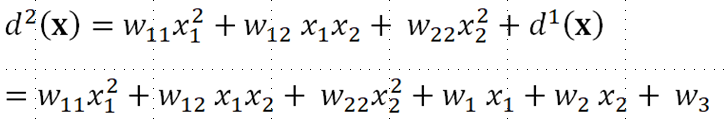 d²(𝐱) = w₁₁x₁² + w₁₂ x₁x₂ + w₂₂x₂² + d¹(𝐱)
= w₁₁x₁² + w₁₂ x₁x₂ + w₂₂x₂² + w₁ x₁ + w₂ x₂ + w₃